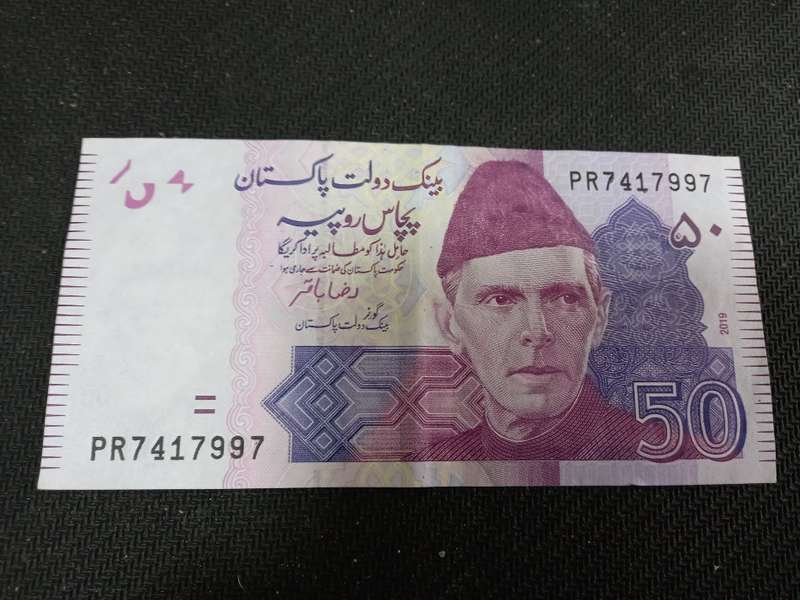 بینک دولت پاکستان
PR7417997
پچاس روپیہ
۵۰
حامل ہٰذا کو مطالبہ پر ادا کریگا
حکومت پاکستان کی ضمانت سے جاری ہوا
رضا باقر
گورنر
بینک دولت پاکستان
2019
=
PR7417997
50